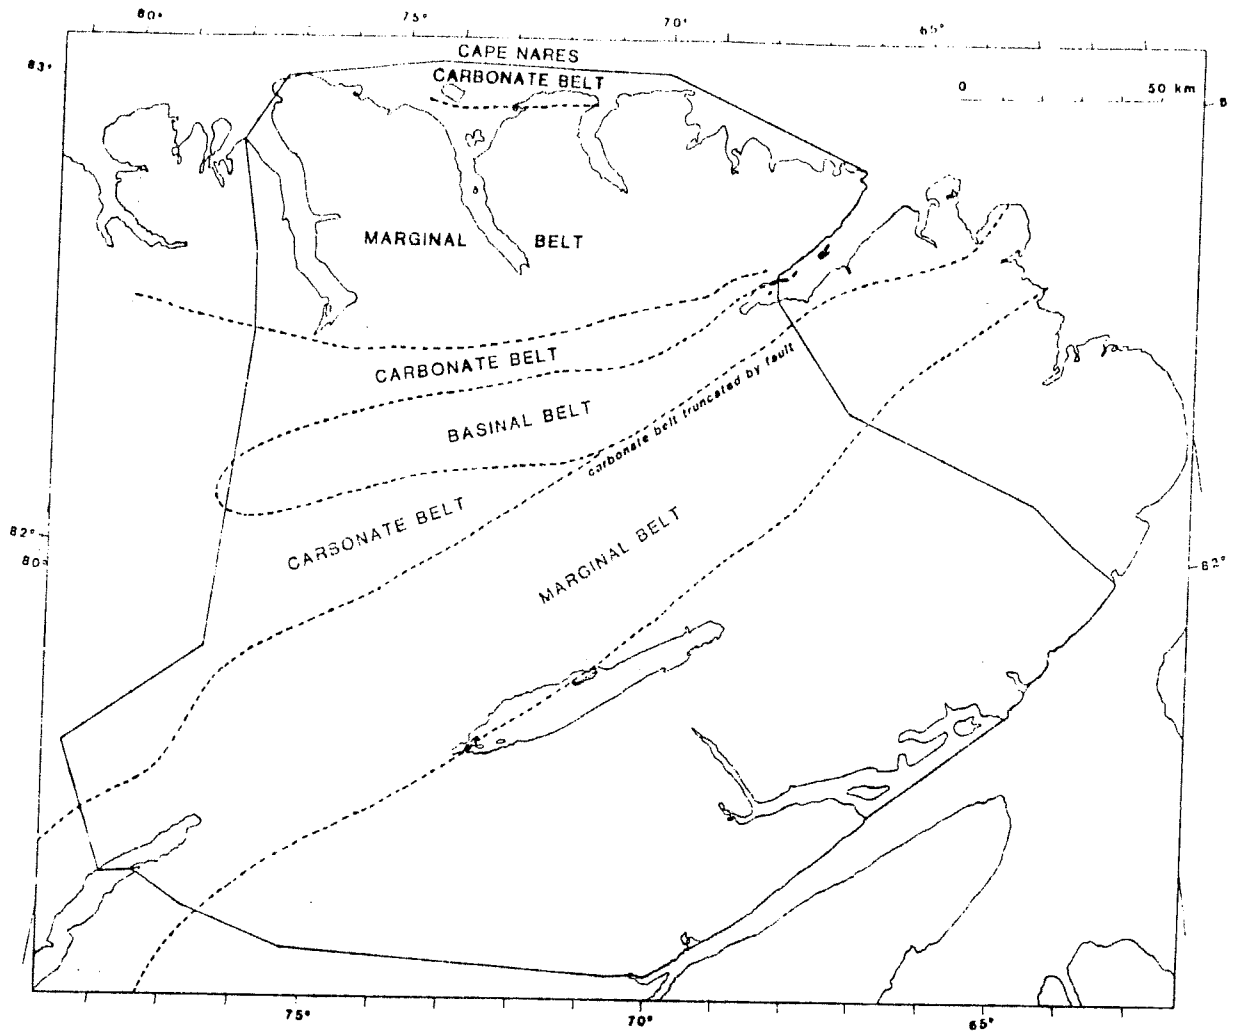 80° 75° 70° 65°
83°
CAPE NARES
CARBONATE BELT
0 50 km
MARGINAL BELT
CARBONATE BELT
BASINAL BELT
carbonate belt truncated by fault
CARBONATE BELT
MARGINAL BELT
82°
80°
82°
75° 70° 65°